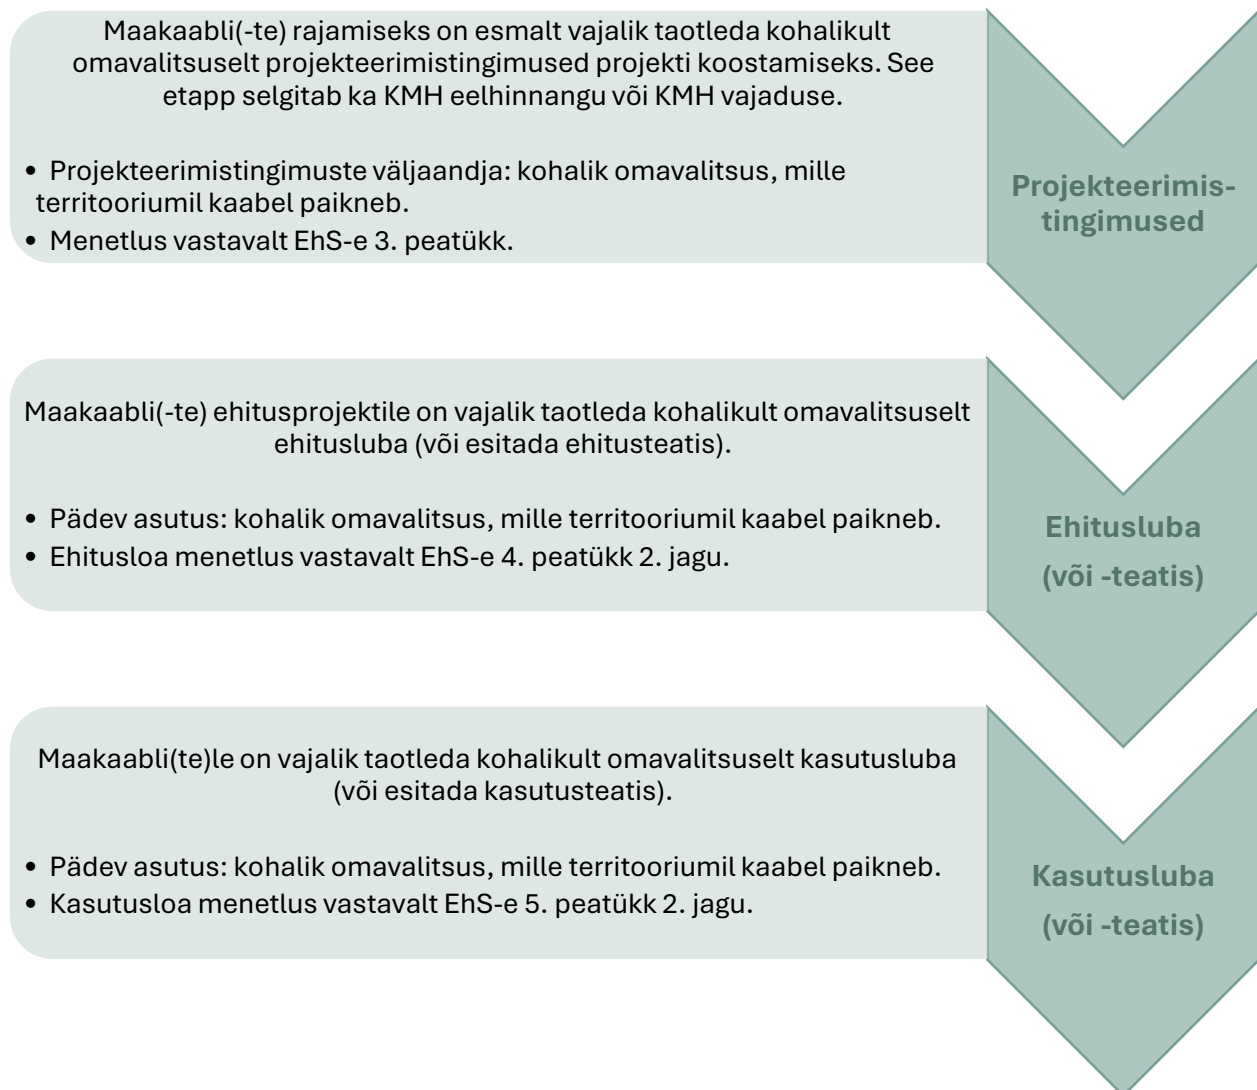 Maakaabli(-te) rajamiseks on esmalt vajalik taotleda kohalikult
omavalitsuselt projekteerimistingimused projekti koostamiseks. See
etapp selgitab ka KMH eelhinnangu või KMH vajaduse.
• Projekteerimistingimuste väljaandja: kohalik omavalitsus, mille
territooriumil kaabel paikneb.
• Menetlus vastavalt EhS-e 3. peatükk.
Projekteerimis-
tingimused
Maakaabli(-te) ehitusprojektile on vajalik taotleda kohalikult omavalitsuselt
ehitusluba (või esitada ehitusteatis).
• Pädev asutus: kohalik omavalitsus, mille territooriumil kaabel paikneb.
• Ehitusloa menetlus vastavalt EhS-e 4. peatükk 2. jagu.
Ehitusluba
(või -teatis)
Maakaabli(te)le on vajalik taotleda kohalikult omavalitsuselt kasutusluba
(või esitada kasutusteatis).
• Pädev asutus: kohalik omavalitsus, mille territooriumil kaabel paikneb.
• Kasutusloa menetlus vastavalt EhS-e 5. peatükk 2. jagu.
Kasutusluba
(või -teatis)